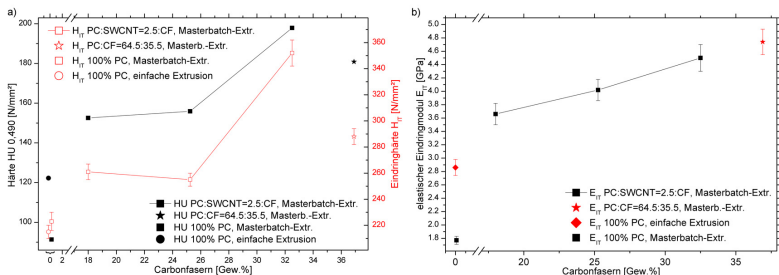 a)
H_IT PC:SWCNT=2.5:CF, Masterbatch-Extr.
H_IT PC:CF=64.5:35.5, Masterb.-Extr.
H_IT 100% PC, Masterbatch-Extr.
H_IT 100% PC, einfache Extrusion
HU PC:SWCNT=2.5:CF, Masterbatch-Extr.
HU PC:CF=64.5:35.5, Masterb.-Extr.
HU 100% PC, Masterbatch-Extr.
HU 100% PC, einfache Extrusion
Härte HU 0,490 [N/mm²]
200
180
160
140
120
100
Eindringhärte H_IT [N/mm²]
360
340
320
300
280
260
240
220
0 2 18 20 22 24 26 28 30 32 34 36
Carbonfasern [Gew.%]
b)
elastischer Eindringmodul E_IT [GPa]
5.0
4.8
4.6
4.4
4.2
4.0
3.8
3.6
3.4
3.2
3.0
2.8
2.6
2.4
2.2
2.0
1.8
E_IT PC:SWCNT=2.5:CF, Masterbatch-Extr.
E_IT PC:CF=64.5:35.5, Masterb.-Extr.
E_IT 100% PC, einfache Extrusion
E_IT 100% PC, Masterbatch-Extr.
0 20 25 30 35
Carbonfasern [Gew.%]